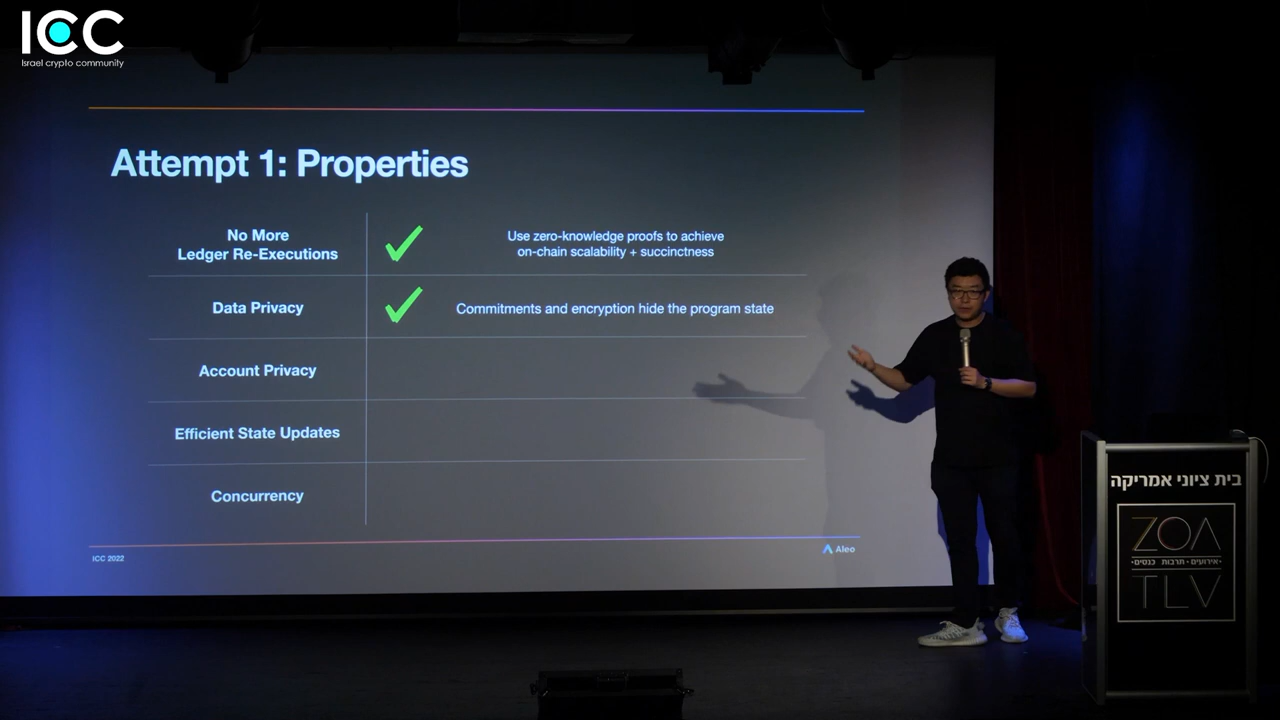 ICC
Israel crypto community
Attempt 1: Properties
No More
Ledger Re-Executions
Use zero-knowledge proofs to achieve
on-chain scalability + succinctness
Data Privacy
Commitments and encryption hide the program state
Account Privacy
Efficient State Updates
Concurrency
ICC 2022
Aleo
בית ציוני אמריקה
ZOA
•אירועים • תרבות • כנסים•
TLV